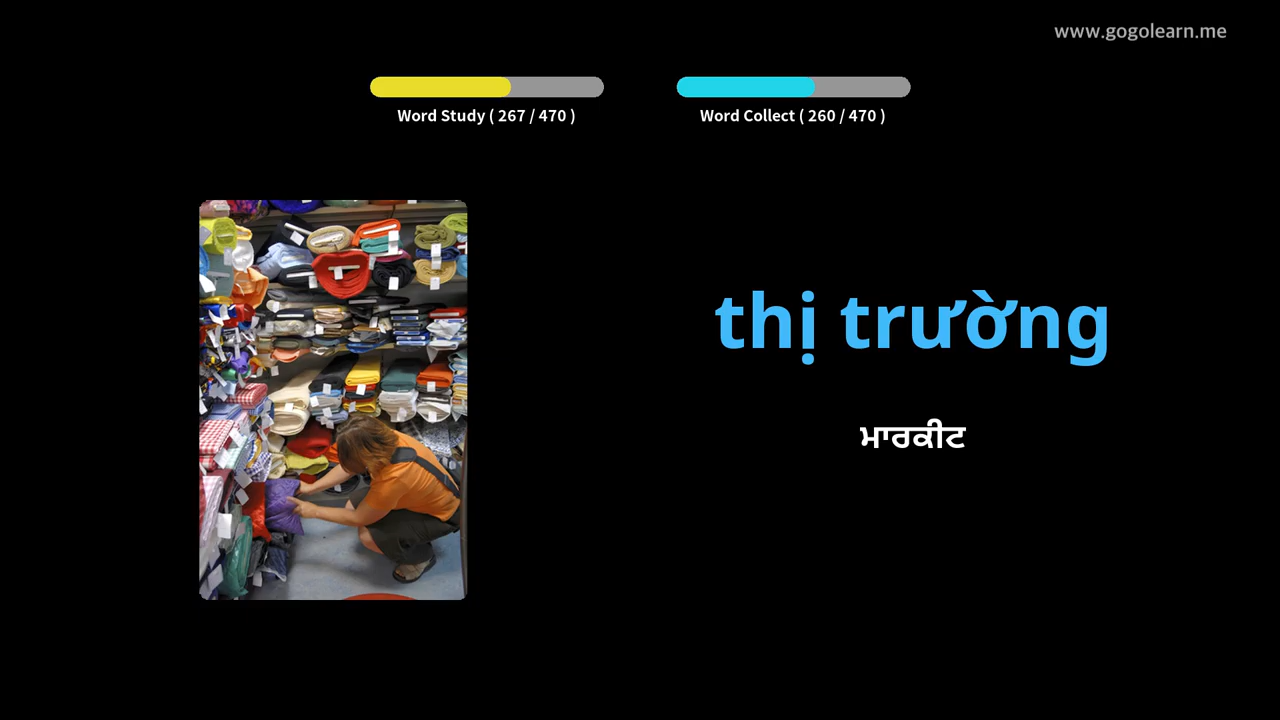 www.gogolearn.me
Word Study ( 267 / 470 )
Word Collect ( 260 / 470 )
thị trường
ਮਾਰਕੀਟ